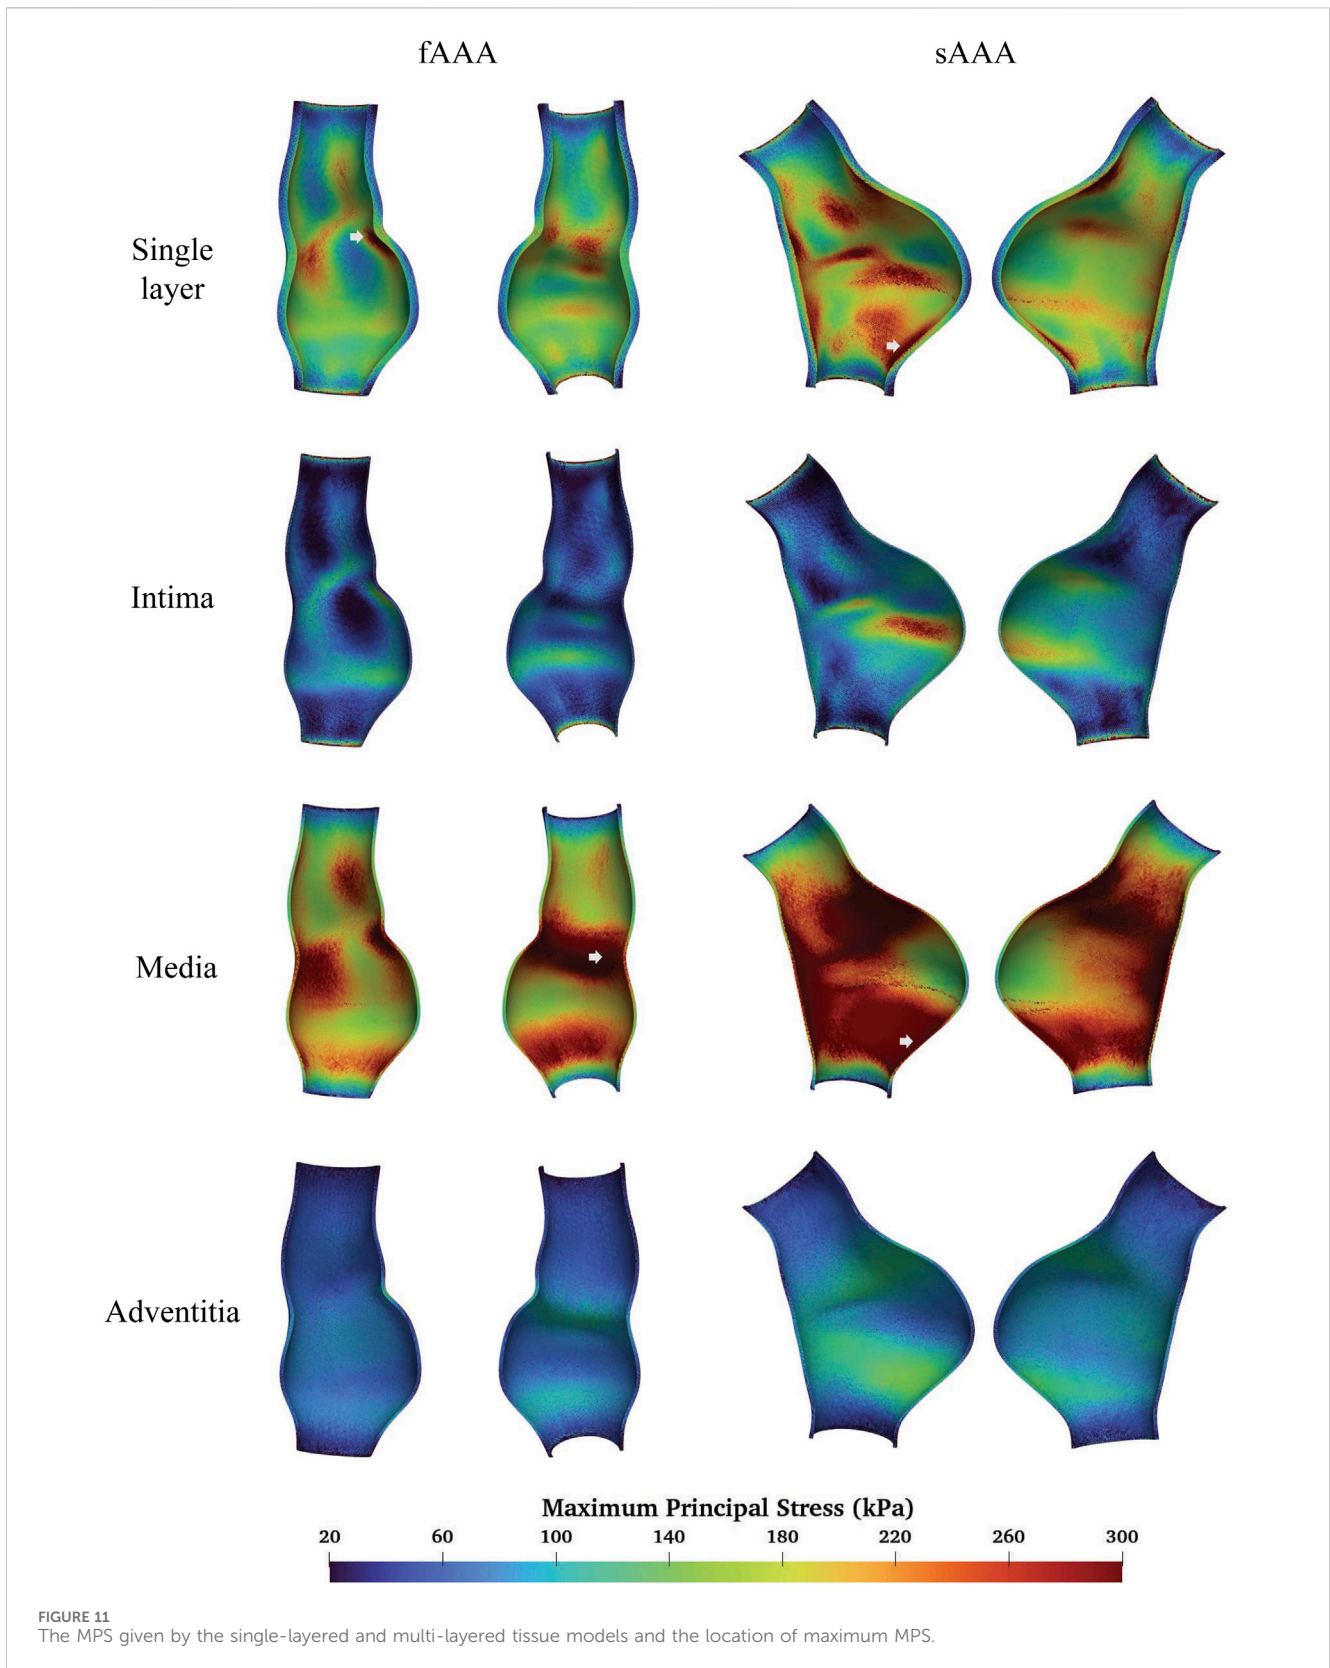 fAAA
sAAA
Single
layer
Intima
Media
Adventitia
Maximum Principal Stress (kPa)
20 60 100 140 180 220 260 300
FIGURE 11
The MPS given by the single-layered and multi-layered tissue models and the location of maximum MPS.